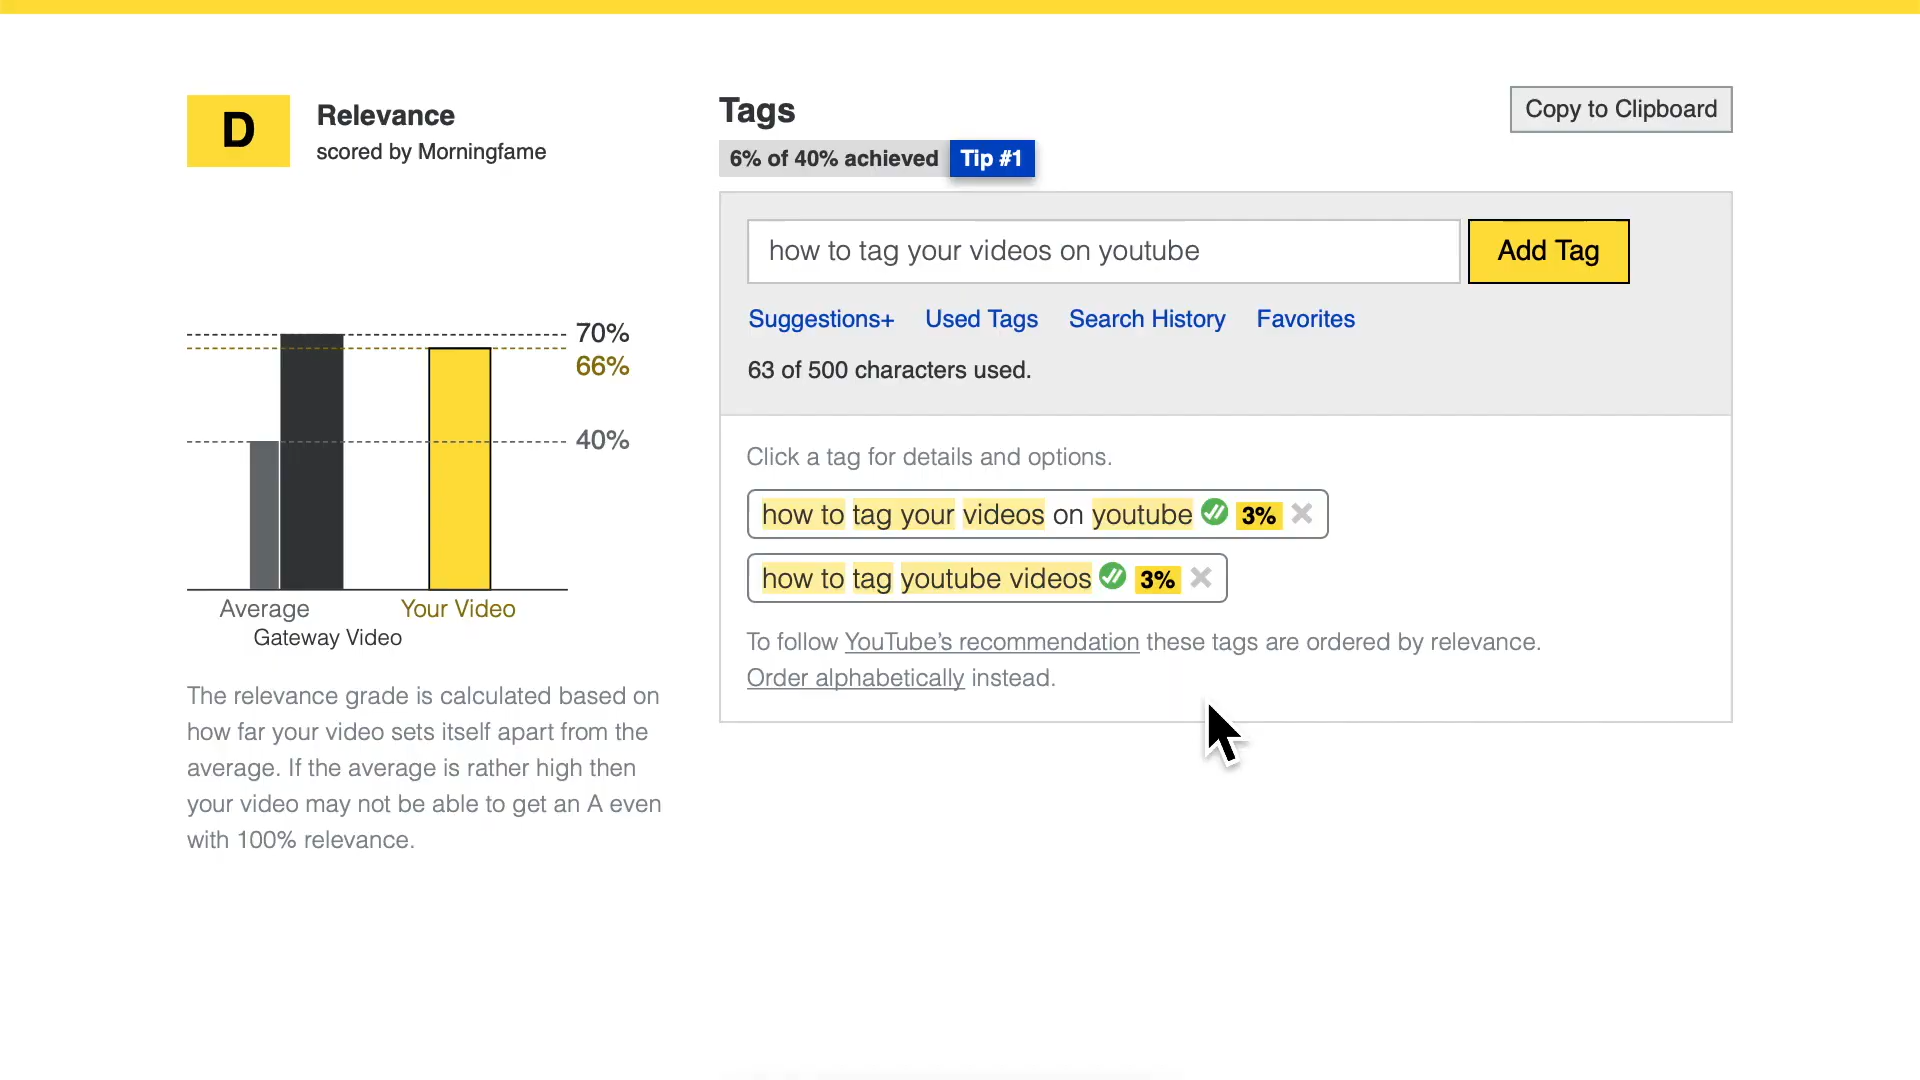 D
Relevance
scored by Morningfame
70%
66%
40%
Average
Your Video
Gateway Video
The relevance grade is calculated based on
how far your video sets itself apart from the
average. If the average is rather high then
your video may not be able to get an A even
with 100% relevance.
Tags
Copy to Clipboard
6% of 40% achieved Tip #1
how to tag your videos on youtube Add Tag
Suggestions+ Used Tags Search History Favorites
63 of 500 characters used.
Click a tag for details and options.
how to tag your videos on youtube 3%
how to tag youtube videos 3%
To follow YouTube's recommendation these tags are ordered by relevance.
Order alphabetically instead.